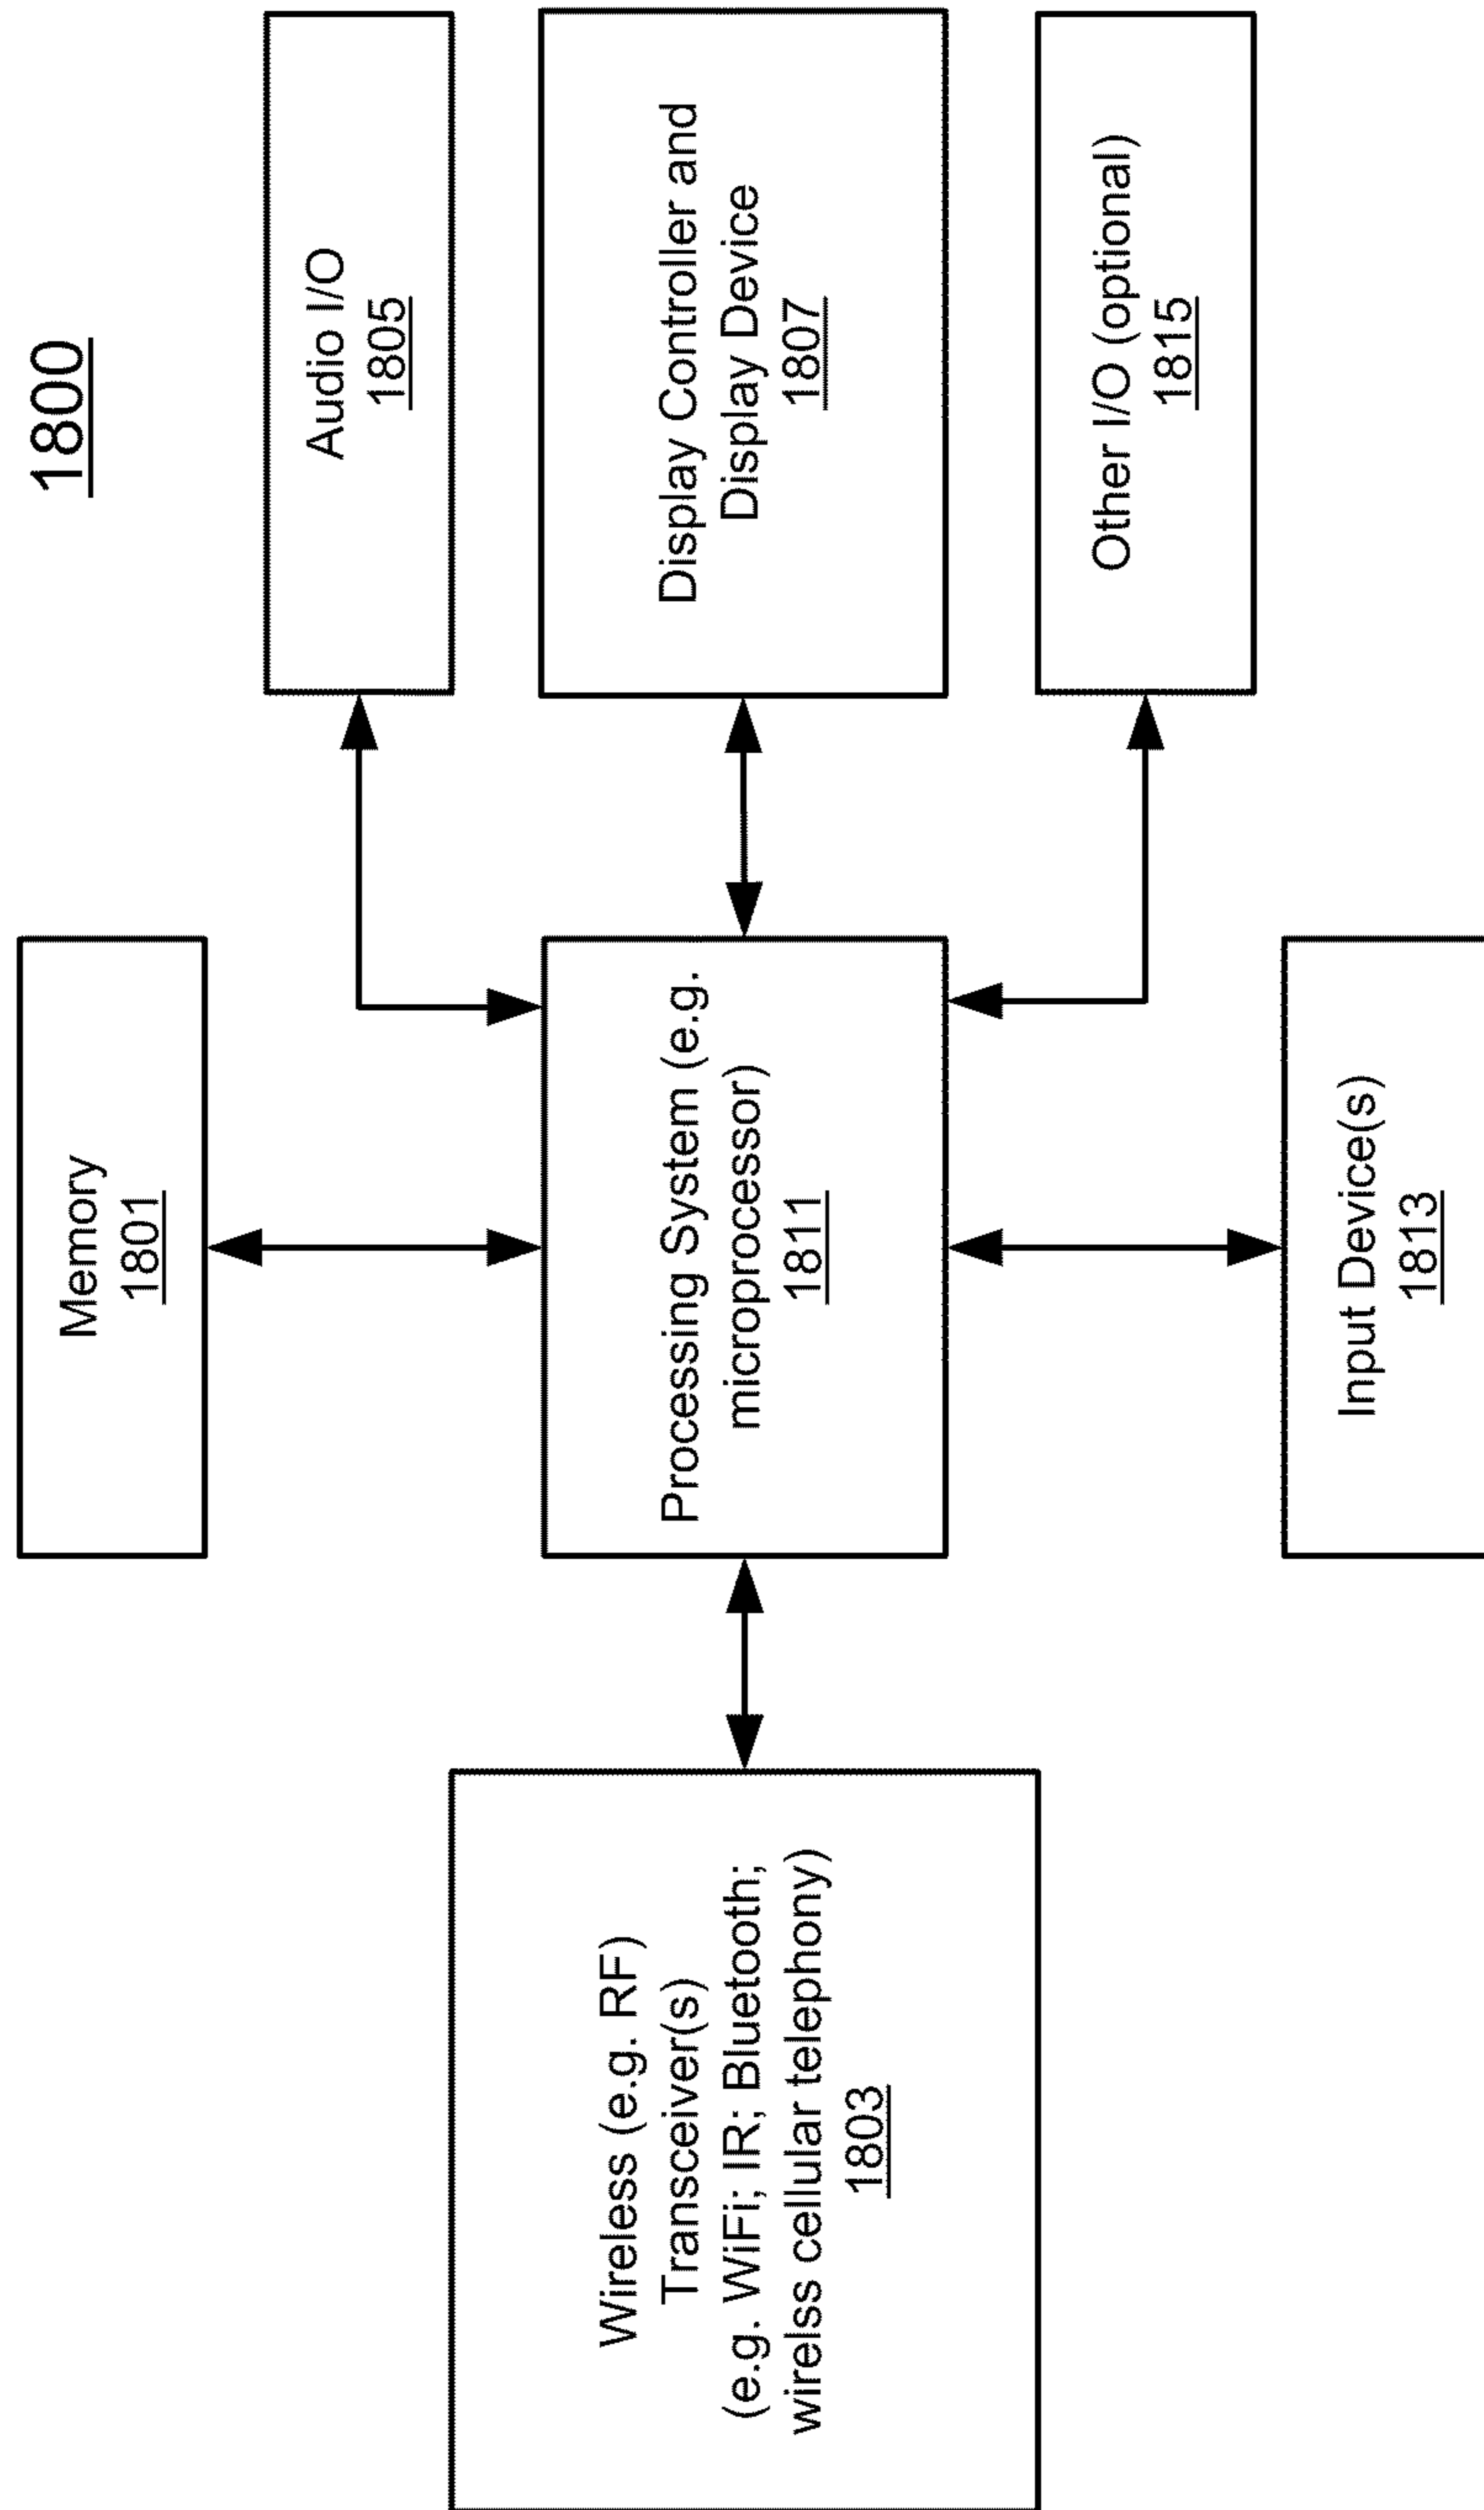 1800
Memory
1801
Audio I/O
1805
Wireless (e.g. RF)
Transceiver(s)
(e.g. WiFi; IR; Bluetooth;
wirelss cellular telephony)
1803
Processing System (e.g.
microprocessor)
1811
Display Controller and
Display Device
1807
Other I/O (optional)
1815
Input Device(s)
1813